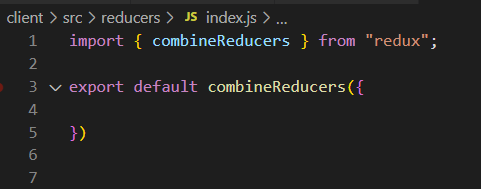 client > src > reducers > JS index.js > ...
1 import { combineReducers } from "redux";
2
3 export default combineReducers({
4
5 })
6
7